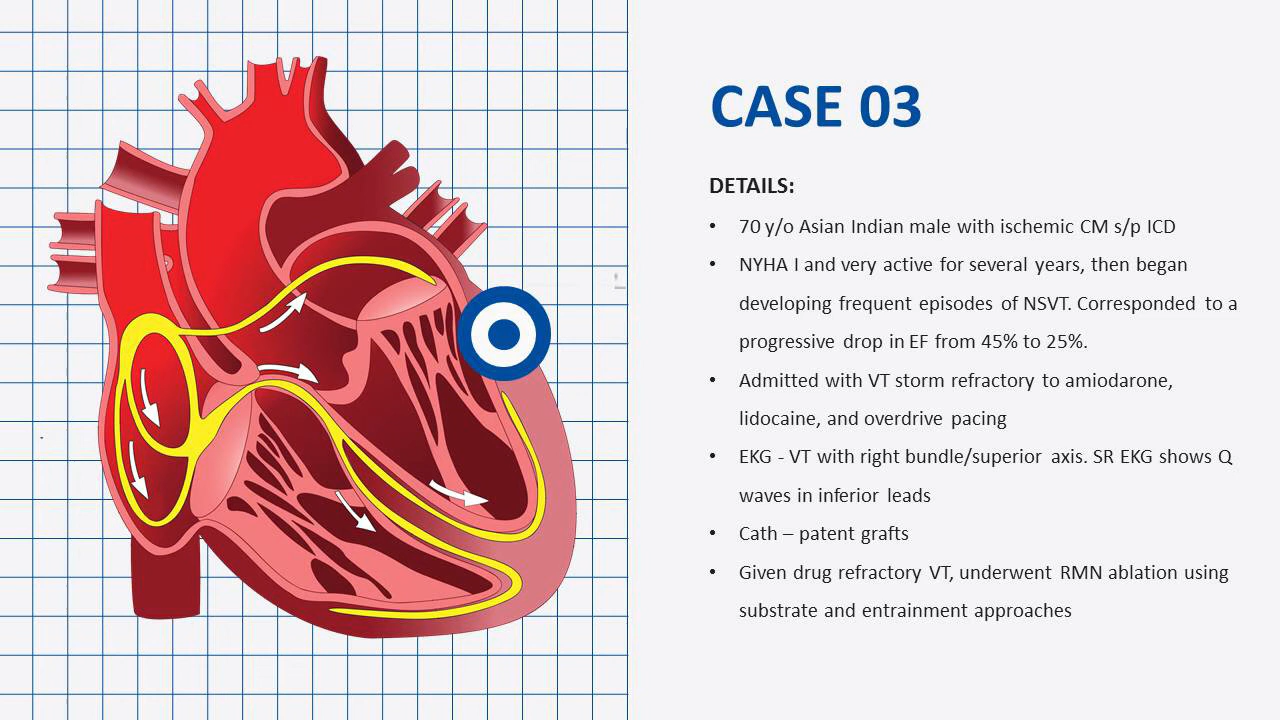 CASE 03
DETAILS:
• 70 y/o Asian Indian male with ischemic CM s/p ICD
• NYHA I and very active for several years, then began
developing frequent episodes of NSVT. Corresponded to a
progressive drop in EF from 45% to 25%.
• Admitted with VT storm refractory to amiodarone,
lidocaine, and overdrive pacing
• EKG - VT with right bundle/superior axis. SR EKG shows Q
waves in inferior leads
• Cath – patent grafts
• Given drug refractory VT, underwent RMN ablation using
substrate and entrainment approaches